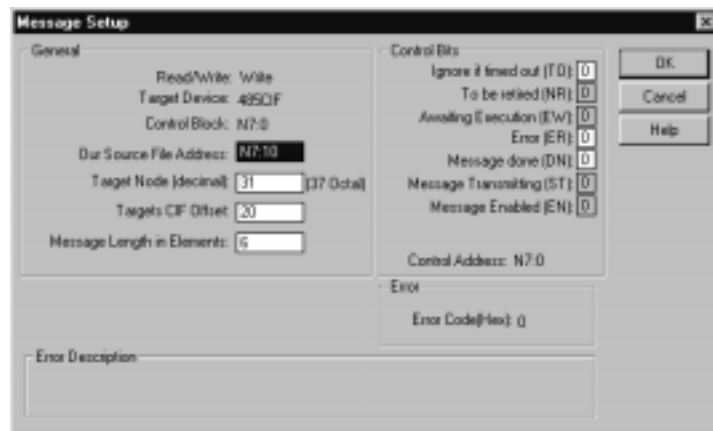 Message Setup
General
Read/Write: Write
Target Device: 485CIF
Control Block: N7:0
Our Source File Address: N7:10
Target Node (decimal): 31 (37 Octal)
Targets CIF Offset: 20
Message Length in Elements: 6
Control Bits
Ignore if timed out (TO): 0
To be retried (NR): 0
Awaiting Execution (EW): 0
Error (ER): 0
Message done (DN): 0
Message Transmitting (ST): 0
Message Enabled (EN): 0
Control Address: N7:0
Error
Error Code(Hex): 0
Error Description
OK
Cancel
Help